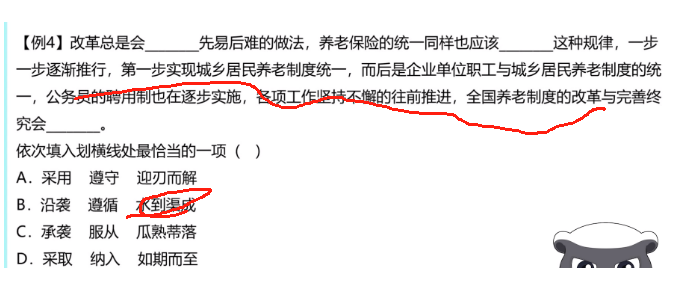 【例4】改革总是会______先易后难的做法，养老保险的统一同样也应该______这种规律，一步
一步逐渐推行，第一步实现城乡居民养老制度统一，而后是企业单位职工与城乡居民养老制度的统
一，公务员的聘用制也在逐步实施，各项工作坚持不懈的往前推进，全国养老制度的改革与完善终
究会______。
依次填入划横线处最恰当的一项（ ）
A．采用 遵守 迎刃而解
B．沿袭 遵循 水到渠成
C．承袭 服从 瓜熟蒂落
D．采取 纳入 如期而至